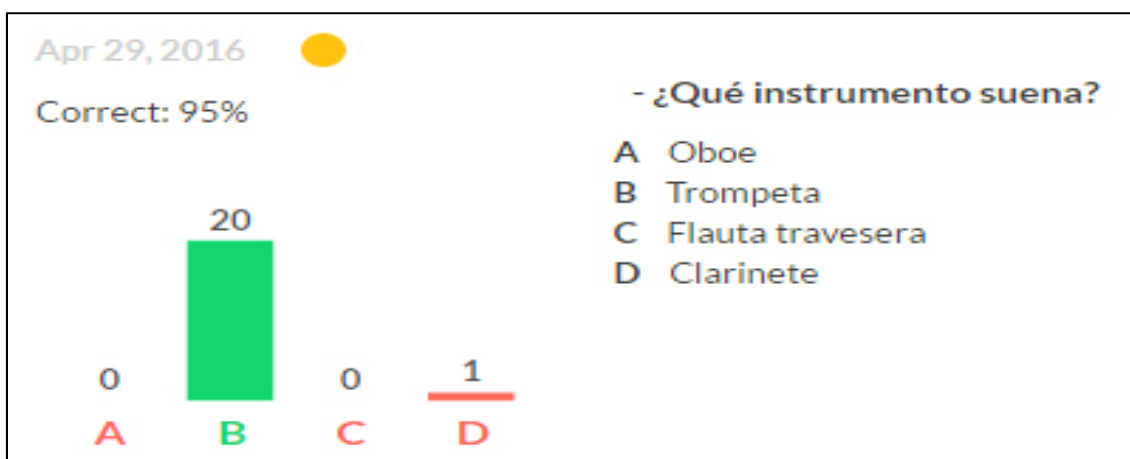 Apr 29, 2016
Correct: 95%
20
0
0
1
A B C D
- ¿Qué instrumento suena?
A Oboe
B Trompeta
C Flauta travesera
D Clarinete